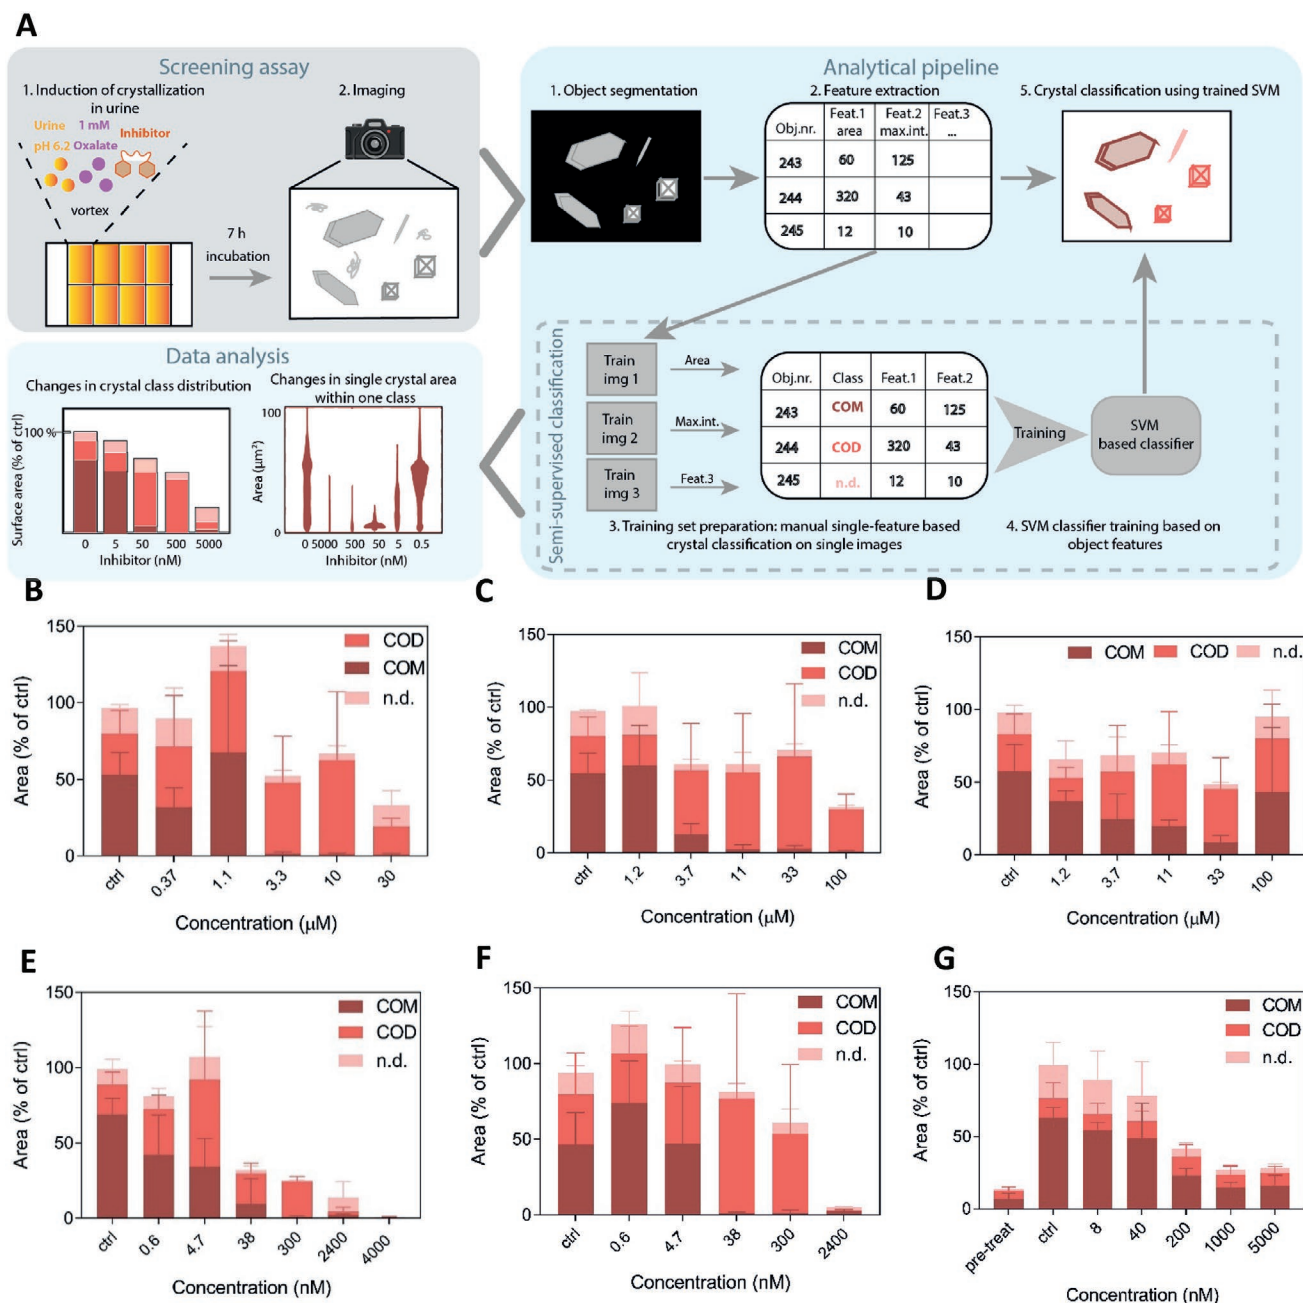 A
Screening assay
1. Induction of crystallization
in urine
Urine
pH 6.2
1 mM
Oxalate
Inhibitor
vortex
7 h
incubation
2. Imaging
Analytical pipeline
1. Object segmentation
2. Feature extraction
Obj.nr. Feat.1 area Feat.2 max.int. Feat.3 ...
243 60 125
244 320 43
245 12 10
5. Crystal classification using trained SVM
Data analysis
Changes in crystal class distribution
100 %
Surface area (% of ctrl)
0 5 50 500 5000
Inhibitor (nM)
Changes in single crystal area
within one class
100
Area (µm²)
0
0 5000 500 50 5 0.5
Inhibitor (nM)
Semi-supervised classification
Train
img 1
Area
Train
img 2
Max.int.
Train
img 3
Feat.3
Obj.nr. Class Feat.1 Feat.2
243 COM 60 125
244 COD 320 43
245 n.d. 12 10
Training
SVM
based classifier
3. Training set preparation: manual single-feature based
crystal classification on single images
4. SVM classifier training based on
object features
B
150
100
50
0
Area (% of ctrl)
COD
COM
n.d.
ctrl 0.37 1.1 3.3 10 30
Concentration (µM)
C
150
100
50
0
Area (% of ctrl)
COM
COD
n.d.
ctrl 1.2 3.7 11 33 100
Concentration (µM)
D
150
100
50
0
Area (% of ctrl)
COM COD n.d.
ctrl 1.2 3.7 11 33 100
Concentration (µM)
E
150
100
50
0
Area (% of ctrl)
COM
COD
n.d.
ctrl 0.6 4.7 38 300 2400 4000
Concentration (nM)
F
150
100
50
0
Area (% of ctrl)
COM
COD
n.d.
ctrl 0.6 4.7 38 300 2400
Concentration (nM)
G
150
100
50
0
Area (% of ctrl)
COM
COD
n.d.
pre-treat ctrl 8 40 200 1000 5000
Concentration (nM)